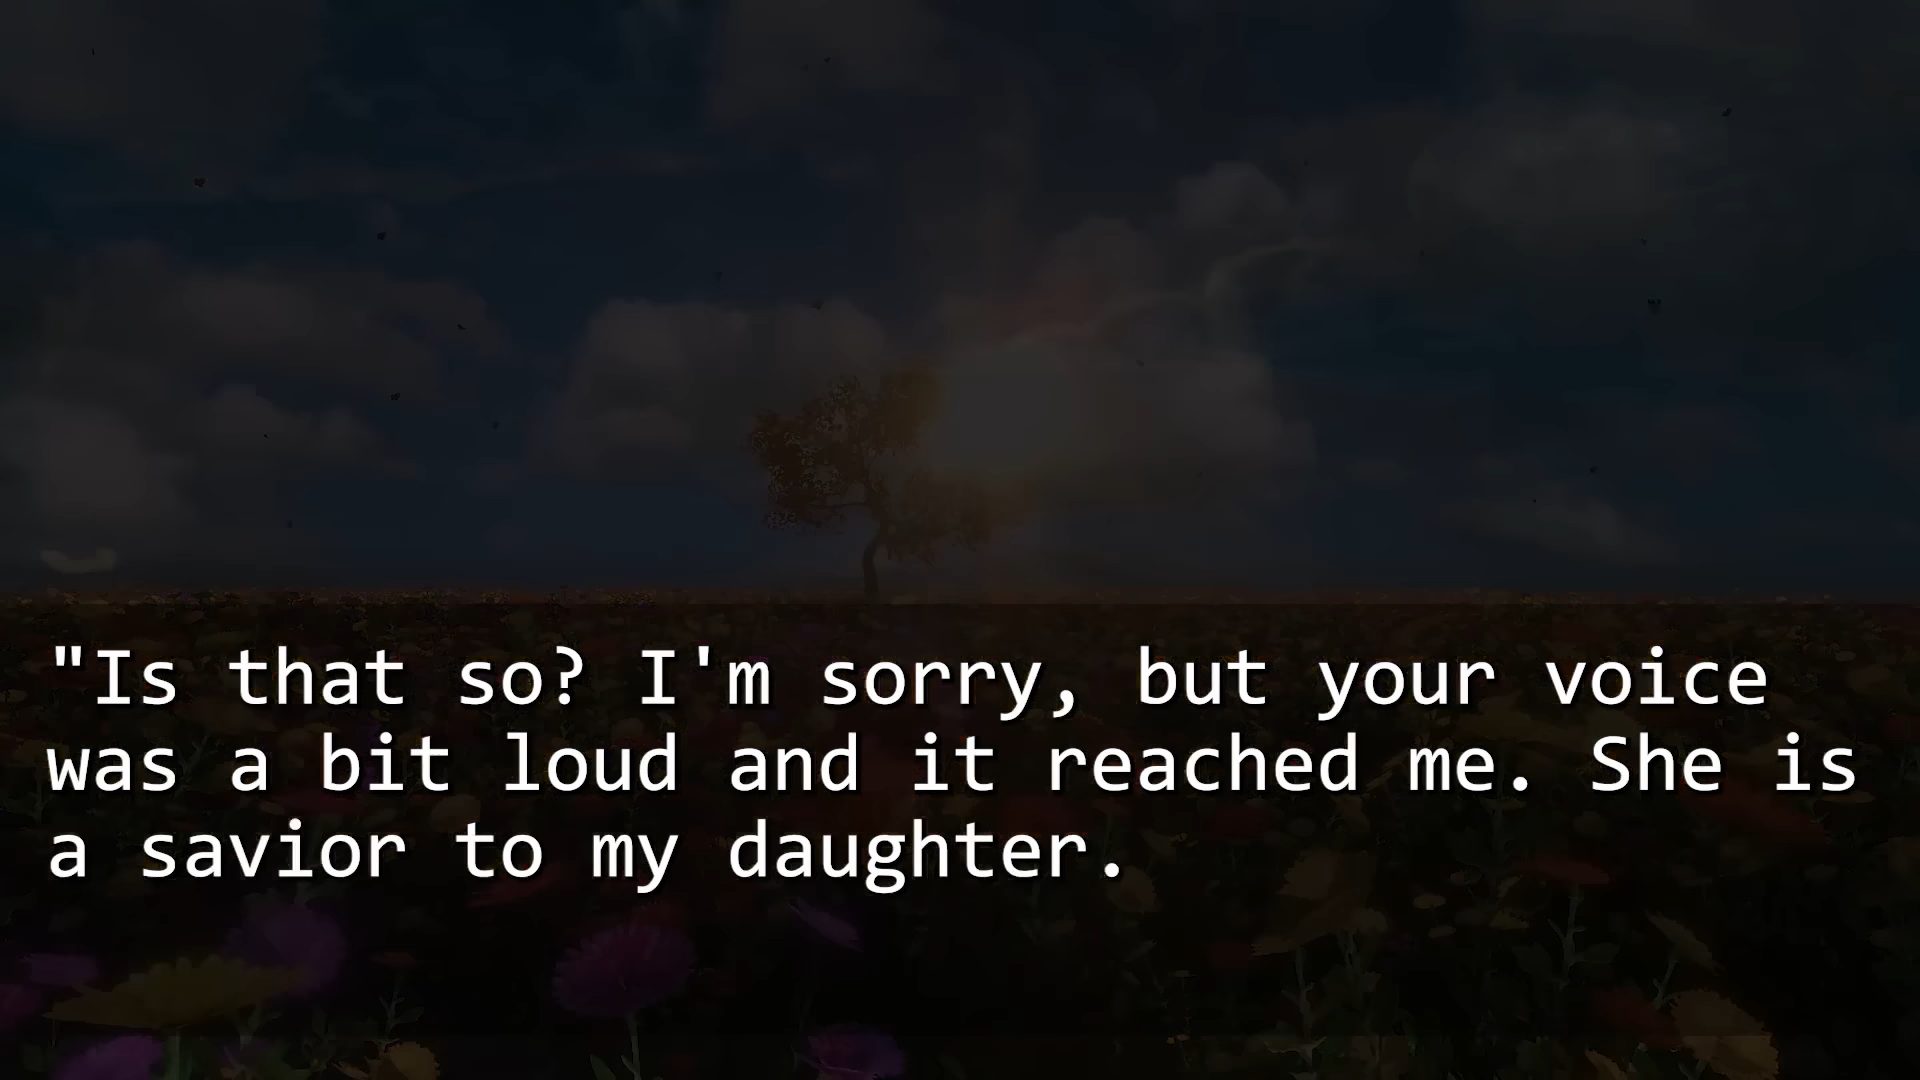 "Is that so? I'm sorry, but your voice
was a bit loud and it reached me. She is
a savior to my daughter.